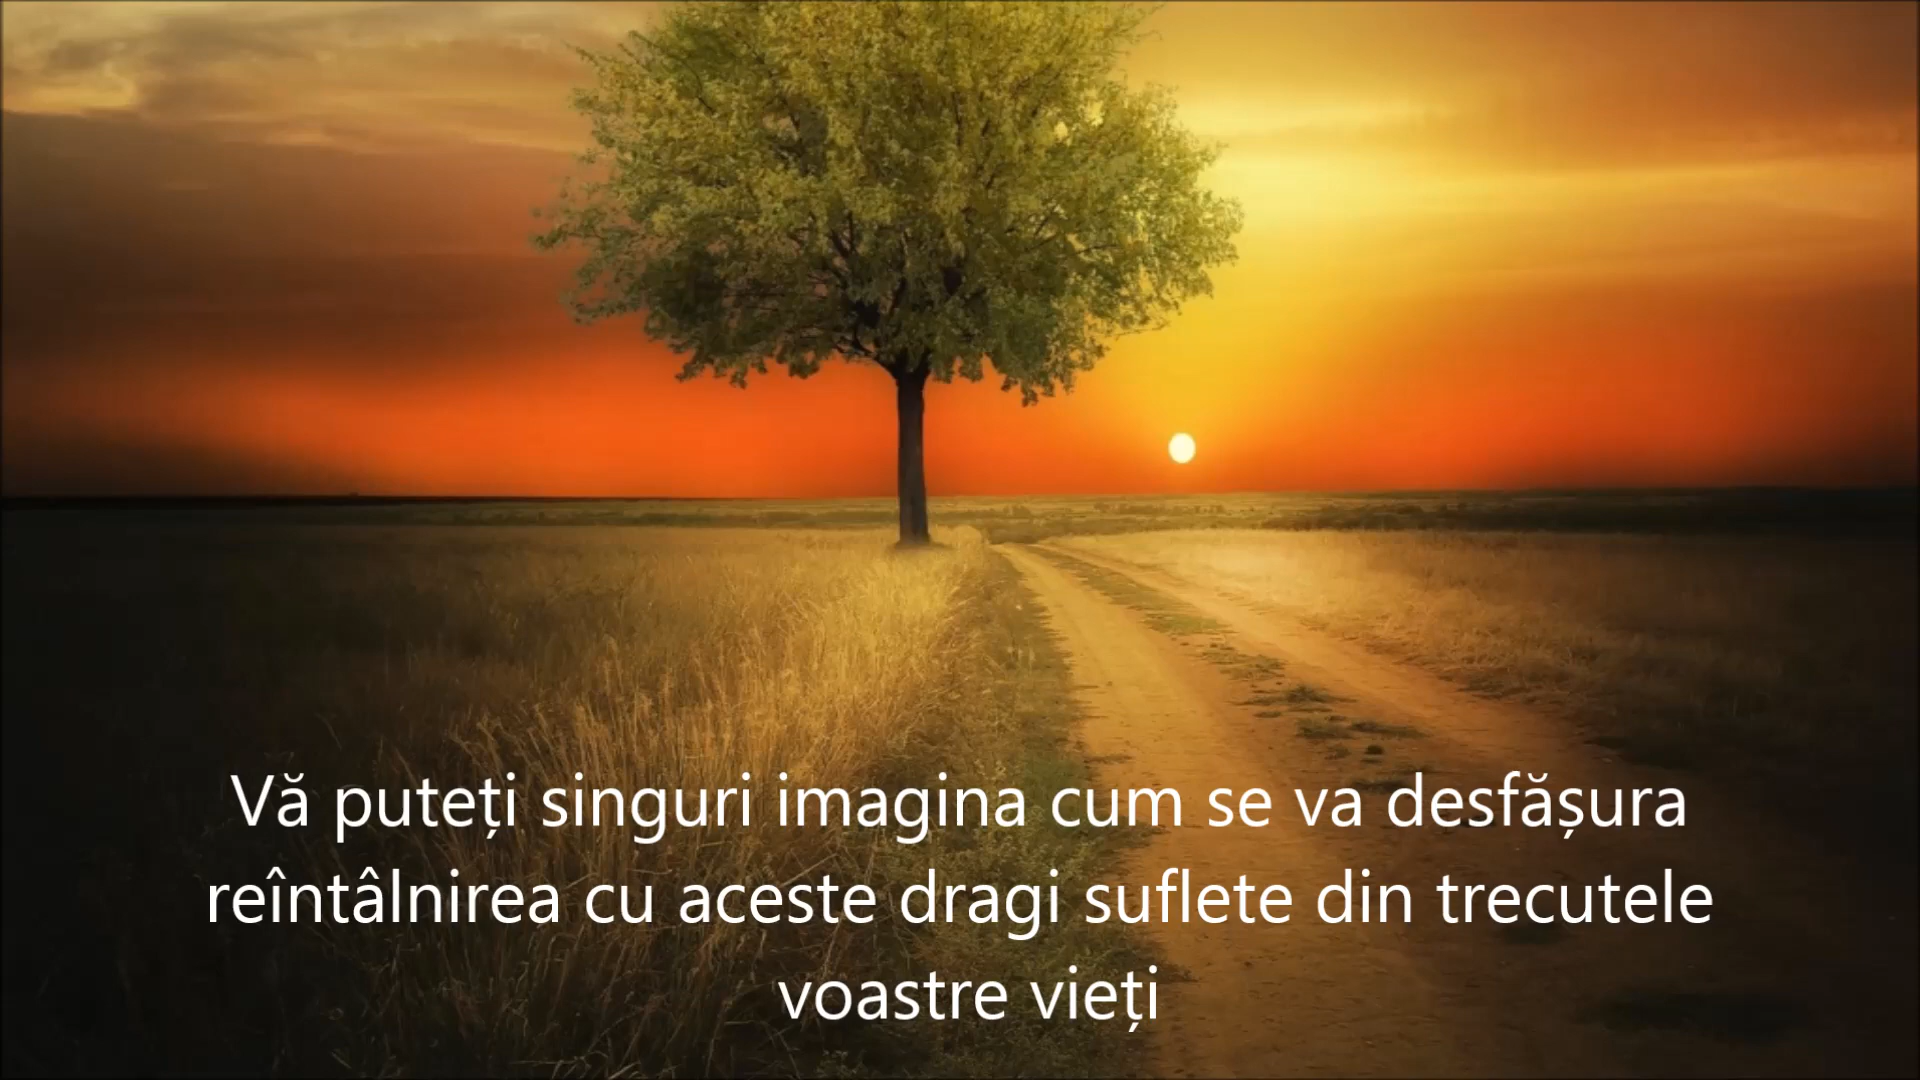 Vă puteți singuri imagina cum se va desfășura
reîntâlnirea cu aceste dragi suflete din trecutele
voastre vieți